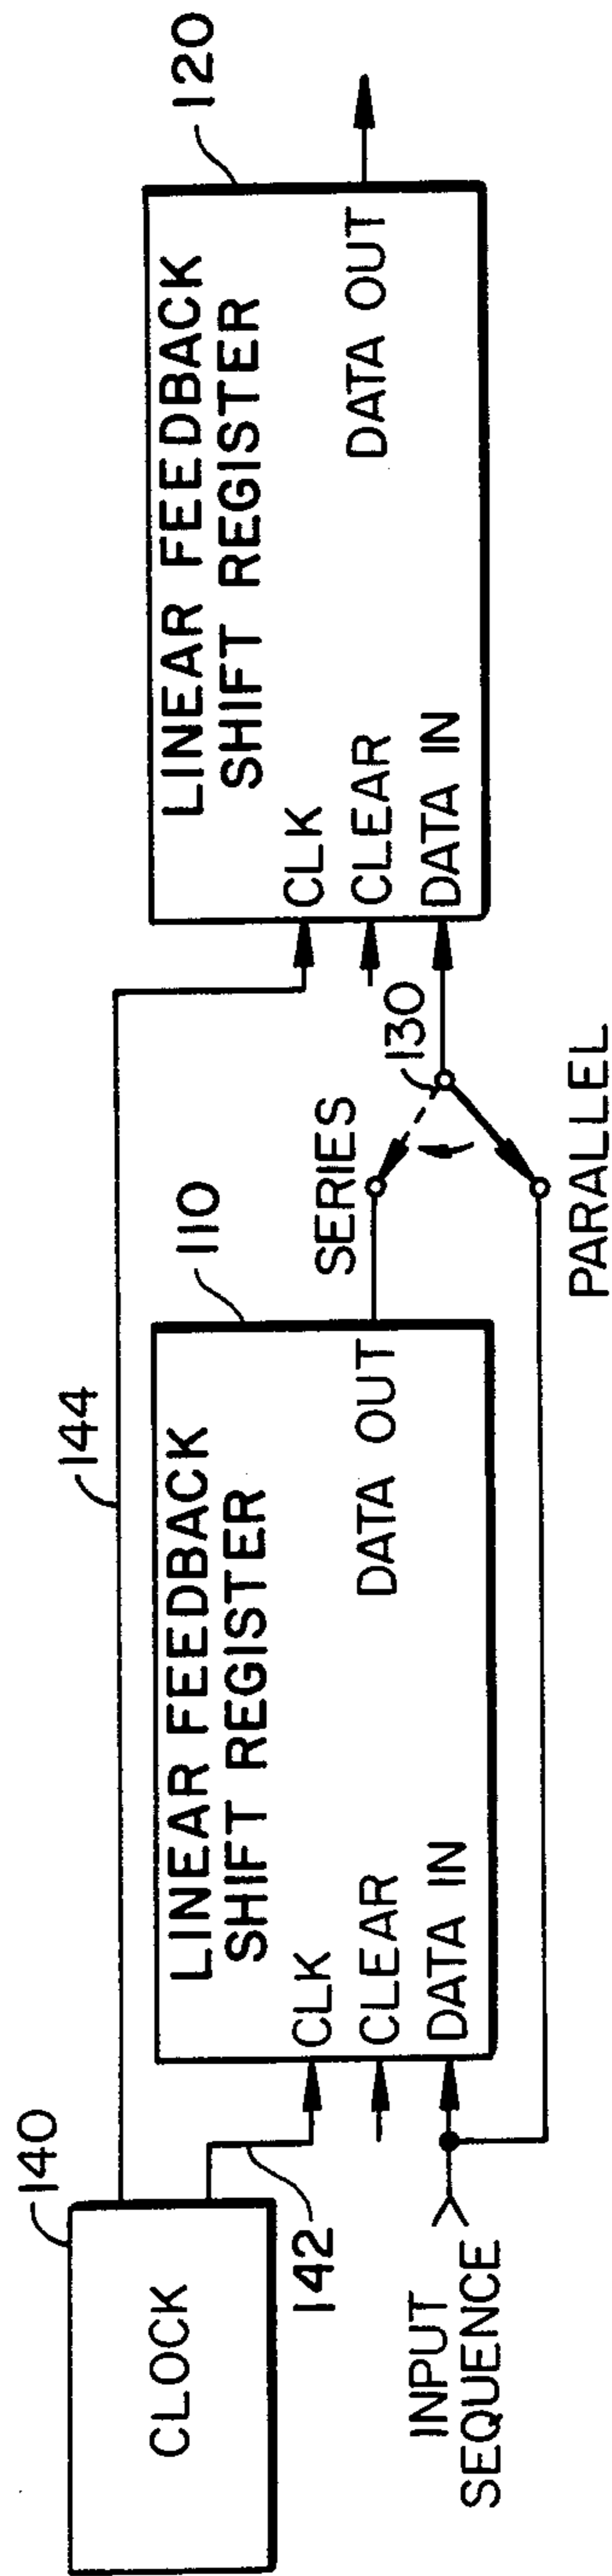 140
CLOCK
142
144
INPUT
SEQUENCE
LINEAR FEEDBACK
SHIFT REGISTER
CLK
CLEAR
DATA IN
DATA OUT
110
SERIES
130
PARALLEL
LINEAR FEEDBACK
SHIFT REGISTER
CLK
CLEAR
DATA IN
DATA OUT
120